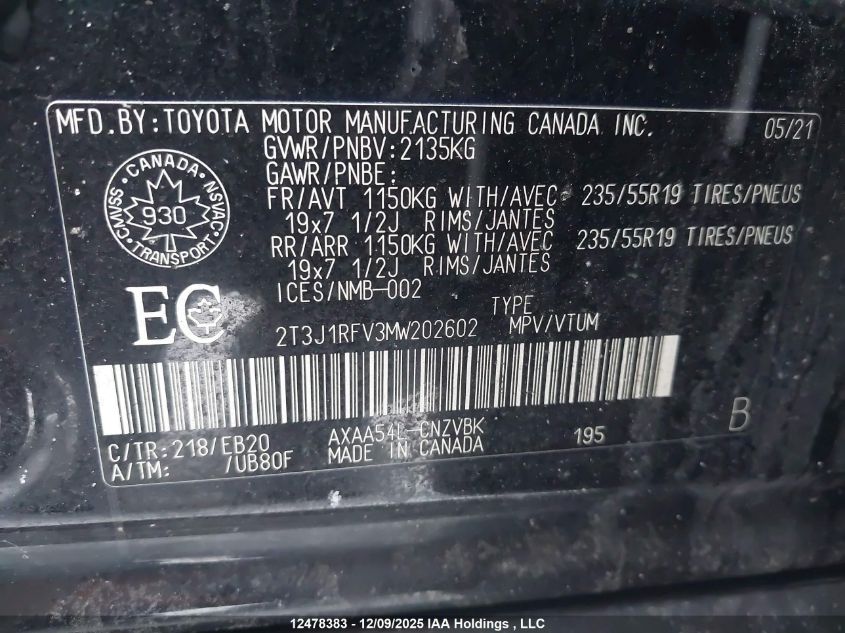 MFD.BY:TOYOTA MOTOR MANUFACTURING CANADA INC. 05/21
GVWR/PNBV:2135KG
GAWR/PNBE:
FR/AVT 1150KG WITH/AVEC 235/55R19 TIRES/PNEUS
19x7 1/2J RIMS/JANTES
RR/ARR 1150KG WITH/AVEC 235/55R19 TIRES/PNEUS
19x7 1/2J RIMS/JANTES
ICES/NMB-002
CANADA
CMVSS NSVAC
930
TRANSPORT
EC
TYPE
2T3J1RFV3MW202602 MPV/VTUM
C/TR:218/EB20 AXAA54L-CNZVBK 195 B
A/TM: /UB80F MADE IN CANADA
12478383 - 12/09/2025 IAA Holdings , LLC